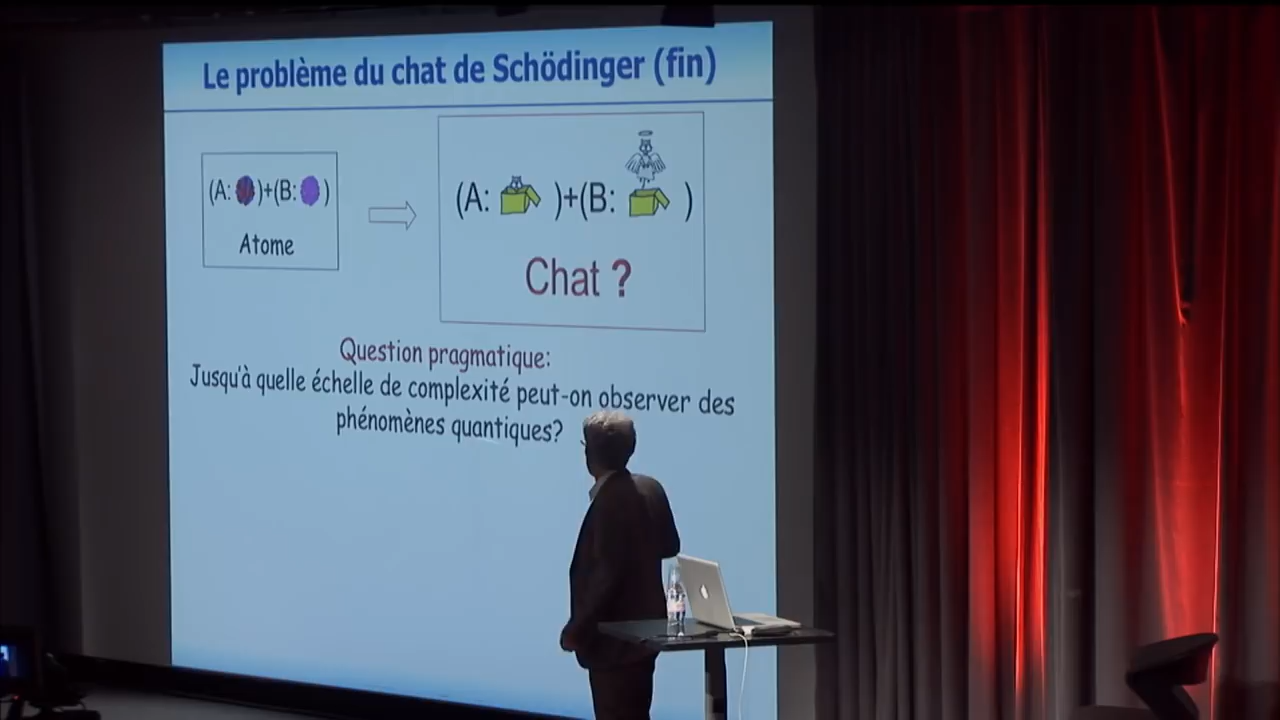 Le problème du chat de Schödinger (fin)
(A: )+(B: )
Atome
(A: )+(B: )
Chat ?
Question pragmatique:
Jusqu'à quelle échelle de complexité peut-on observer des
phénomènes quantiques?